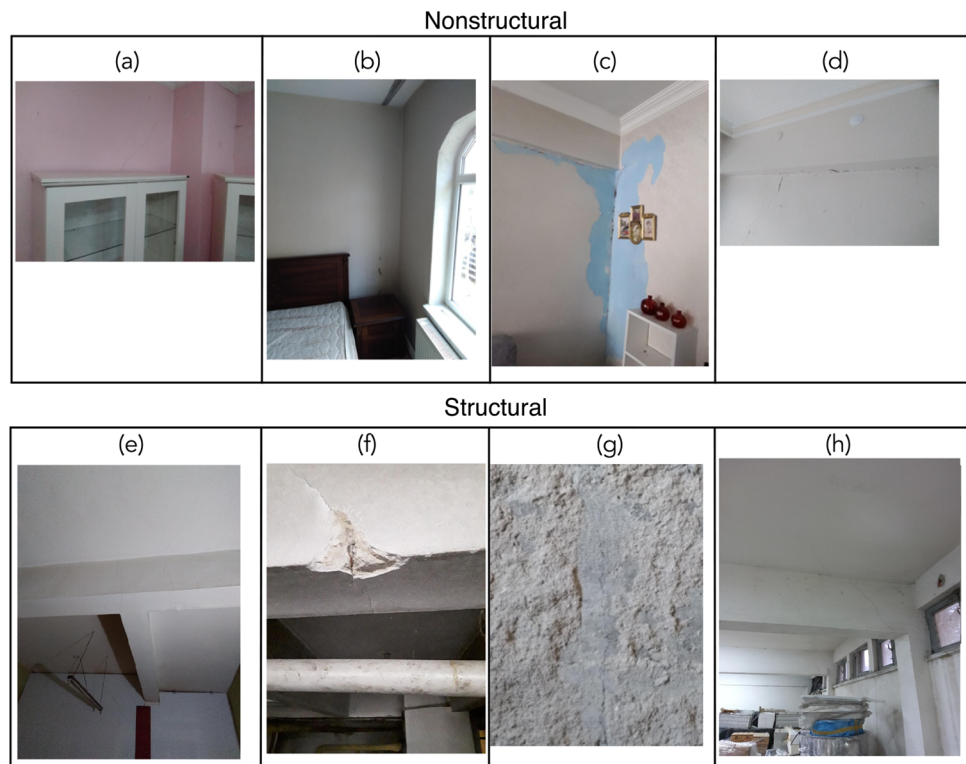 Nonstructural
(a) (b) (c) (d)
Structural
(e) (f) (g) (h)